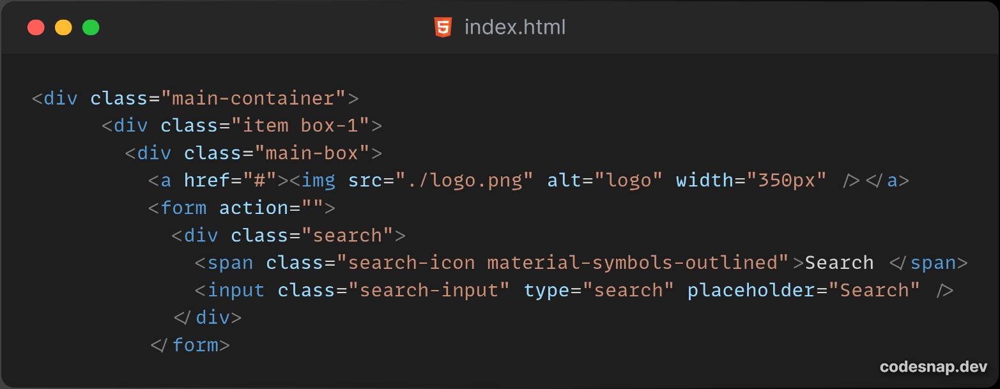 index.html
<div class="main-container">
      <div class="item box-1">
        <div class="main-box">
          <a href="#"><img src="./logo.png" alt="logo" width="350px" /></a>
          <form action="">
            <div class="search">
              <span class="search-icon material-symbols-outlined">Search </span>
              <input class="search-input" type="search" placeholder="Search" />
            </div>
          </form>
codesnap.dev